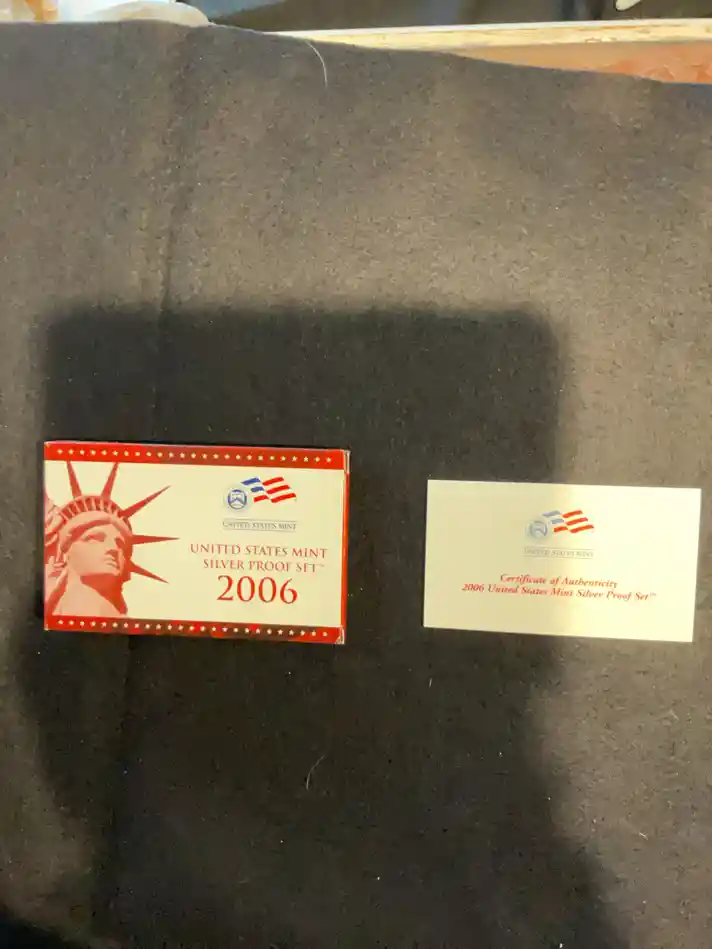 UNITED STATES MINT
UNITED STATES MINT
SILVER PROOF SET™
2006
UNITED STATES MINT
Certificate of Authenticity
2006 United States Mint Silver Proof Set™